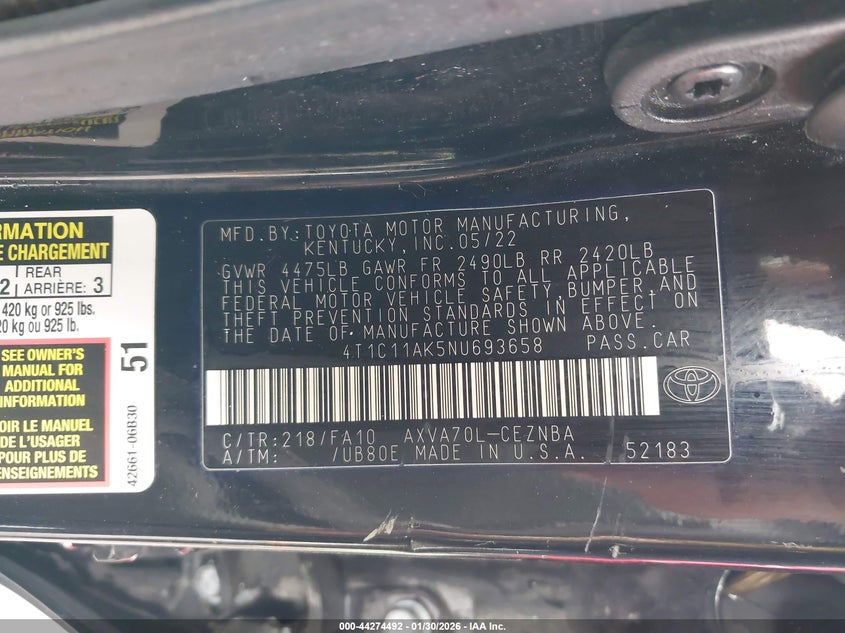 MFD.BY:TOYOTA MOTOR MANUFACTURING,
KENTUCKY, INC.05/22
GVWR 4475LB GAWR FR 2490LB RR 2420LB
THIS VEHICLE CONFORMS TO ALL APPLICABLE
FEDERAL MOTOR VEHICLE SAFETY, BUMPER, AND
THEFT PREVENTION STANDARDS IN EFFECT ON
THE DATE OF MANUFACTURE SHOWN ABOVE.
4T1C11AK5NU693658 PASS.CAR
C/TR:218/FA10 AXVA70L-CEZNBA
A/TM: /UB80E MADE IN U.S.A. 52183
RMATION
E CHARGEMENT
2 REAR
ARRIÈRE: 3
420 kg or 925 lbs.
20 kg ou 925 lb.
SEE OWNER'S
MANUAL FOR
ADDITIONAL
INFORMATION
VOIR LE MANUEL
DE L'USAGER
POUR PLUS DE
RENSEIGNEMENTS
51
42661-06B30
000-44274492 - 01/30/2026 - IAA, Inc.